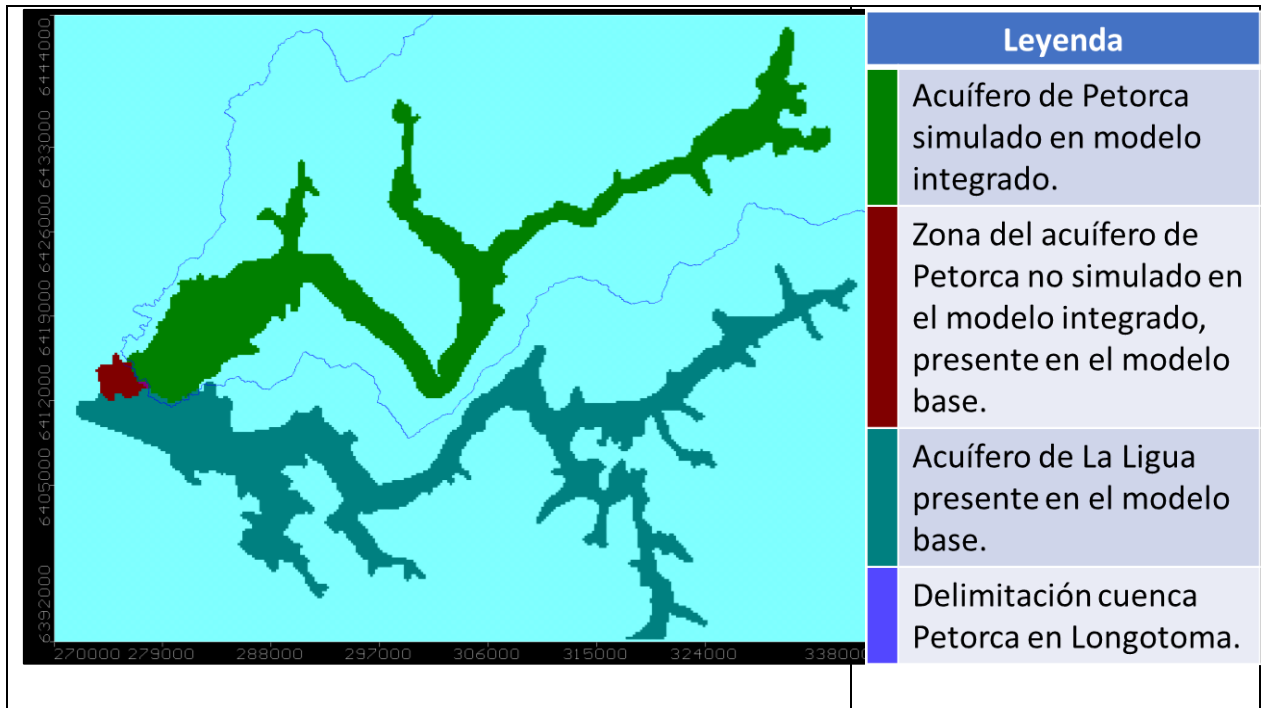 6444000
6433000
6426000
6419000
6412000
6405000
6392000
270000 279000 288000 297000 306000 315000 324000 338000
Leyenda
Acuífero de Petorca
simulado en modelo
integrado.
Zona del acuífero de
Petorca no simulado en
el modelo integrado,
presente en el modelo
base.
Acuífero de La Ligua
presente en el modelo
base.
Delimitación cuenca
Petorca en Longotoma.